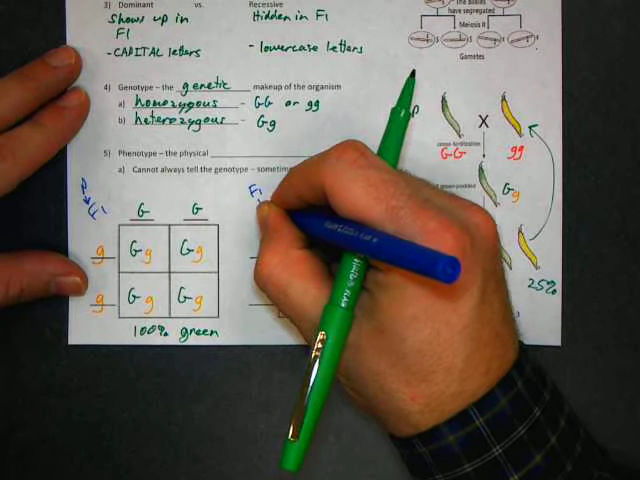 3) Dominant vs. Recessive
Shows up in F1
Hidden in F1
-CAPITAL letters
- lowercase letters
have segregated
Meiosis II
Gametes
4) Genotype – the genetic makeup of the organism
a) homozygous - GG or gg
b) heterozygous - Gg
5) Phenotype – the physical
a) Cannot always tell the genotype – sometim
P
X
GG
gg
Gg
25%
P
F1
G G
g Gg Gg
g Gg Gg
100% green
F1